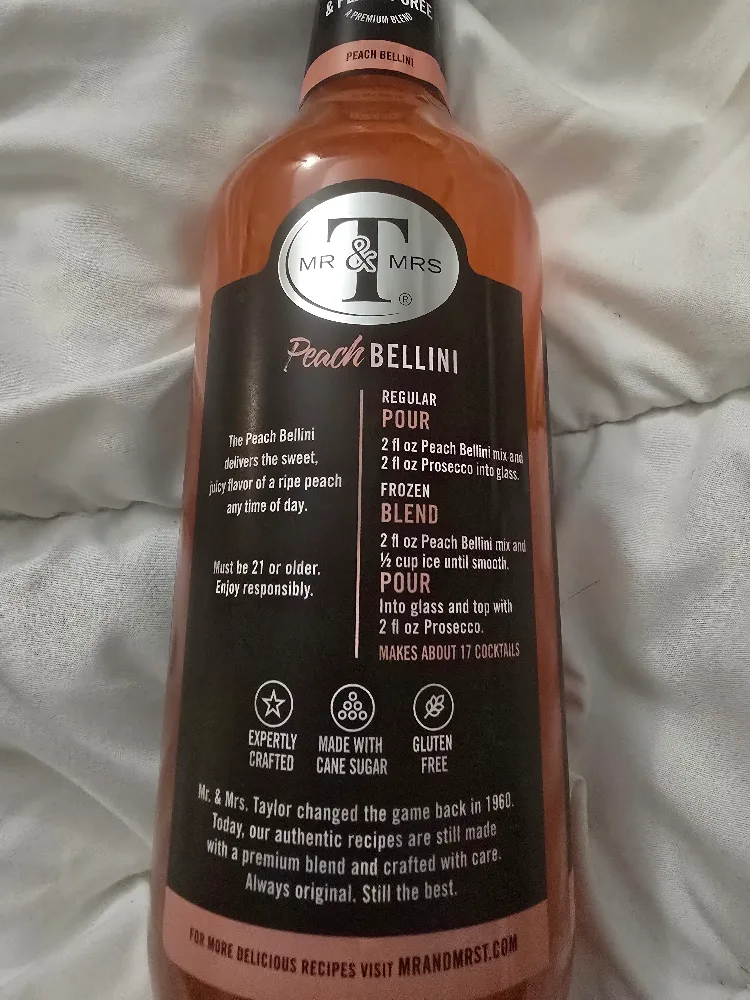 A PREMIUM BLEND
PEACH BELLINI
T
MR & MRS
®
Peach BELLINI
The Peach Bellini
delivers the sweet,
juicy flavor of a ripe peach
any time of day.
Must be 21 or older.
Enjoy responsibly.
REGULAR
POUR
2 fl oz Peach Bellini mix and
2 fl oz Prosecco into glass.
FROZEN
BLEND
2 fl oz Peach Bellini mix and
½ cup ice until smooth.
POUR
Into glass and top with
2 fl oz Prosecco.
MAKES ABOUT 17 COCKTAILS
EXPERTLY
CRAFTED
MADE WITH
CANE SUGAR
GLUTEN
FREE
Mr. & Mrs. Taylor changed the game back in 1960.
Today, our authentic recipes are still made
with a premium blend and crafted with care.
Always original. Still the best.
FOR MORE DELICIOUS RECIPES VISIT MRANDMRST.COM